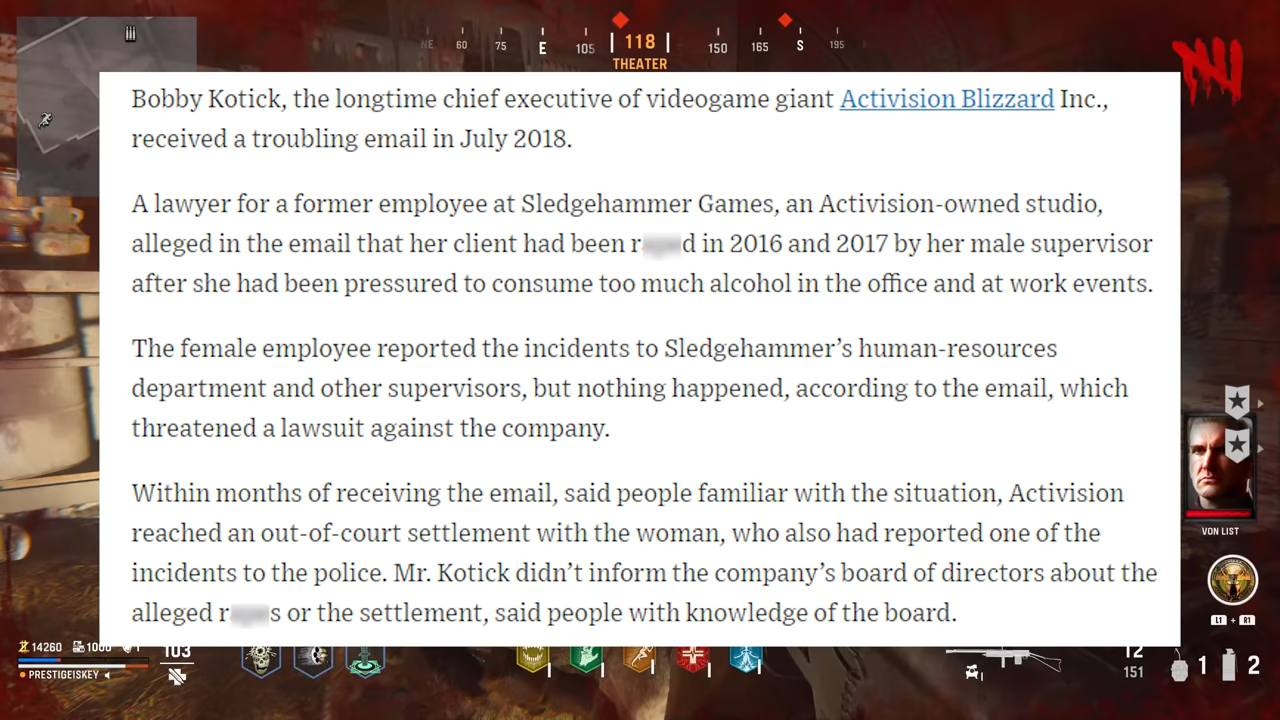 NE 60 75 E 105 118 150 165 S 195
THEATER
Bobby Kotick, the longtime chief executive of videogame giant Activision Blizzard Inc.,
received a troubling email in July 2018.
A lawyer for a former employee at Sledgehammer Games, an Activision-owned studio,
alleged in the email that her client had been r d in 2016 and 2017 by her male supervisor
after she had been pressured to consume too much alcohol in the office and at work events.
The female employee reported the incidents to Sledgehammer's human-resources
department and other supervisors, but nothing happened, according to the email, which
threatened a lawsuit against the company.
Within months of receiving the email, said people familiar with the situation, Activision
reached an out-of-court settlement with the woman, who also had reported one of the
incidents to the police. Mr. Kotick didn't inform the company's board of directors about the
alleged r s or the settlement, said people with knowledge of the board.
VON LIST
L1 + R1
14260 1000 1
103
PRESTIGEISKEY
12
151
1 2